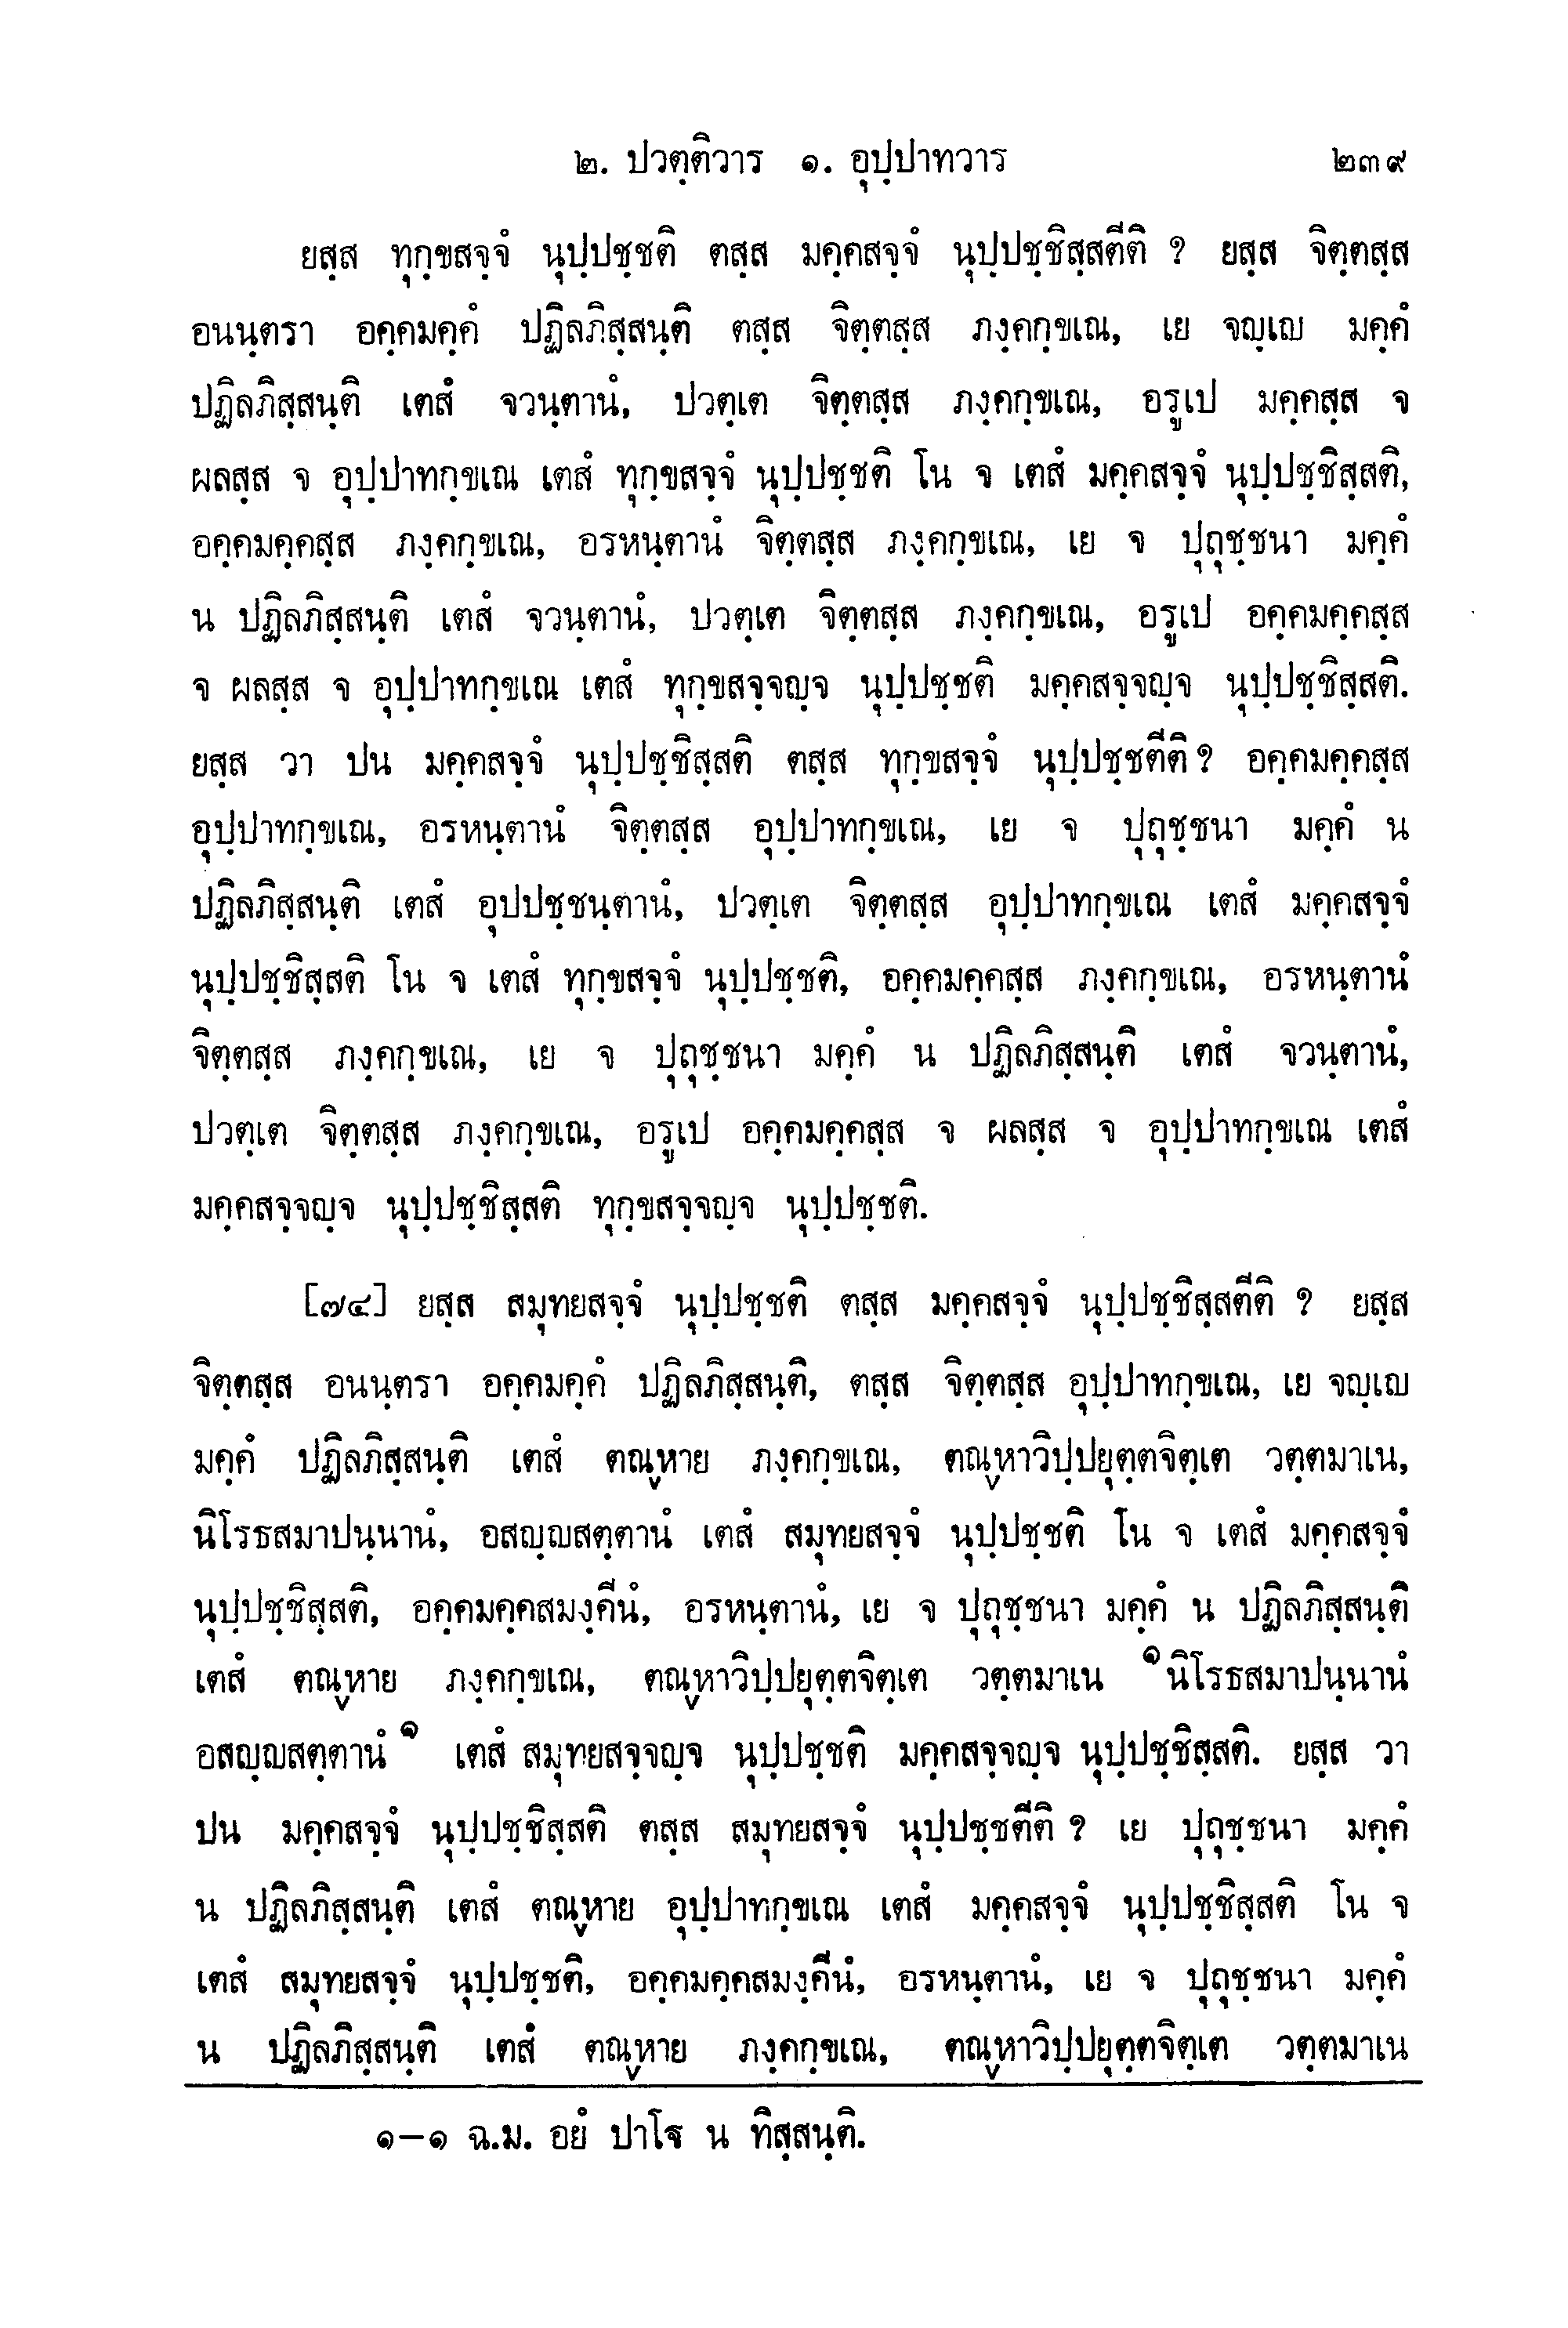 ๒. ปวตฺติวาร ๑. อุปฺปาทวาร ๒๓๙
ยสฺส ทุกฺขสจฺจํ นุปฺปชฺชติ ตสฺส มคฺคสจฺจํ นุปฺปชฺชิสฺสตีติ ? ยสฺส จิตฺตสฺส
อนนฺตรา อคฺคมคฺคํ ปฏิลภิสฺสนฺติ ตสฺส จิตฺตสฺส ภงฺคกฺขเณ, เย จญฺเญ มคฺคํ
ปฏิลภิสฺสนฺติ เตสํ จวนฺตานํ, ปวตฺเต จิตฺตสฺส ภงฺคกฺขเณ, อรูเป มคฺคสฺส จ
ผลสฺส จ อุปฺปาทกฺขเณ เตสํ ทุกฺขสจฺจํ นุปฺปชฺชติ โน จ เตสํ มคฺคสจฺจํ นุปฺปชฺชิสฺสติ,
อคฺคมคฺคสฺส ภงฺคกฺขเณ, อรหนฺตานํ จิตฺตสฺส ภงฺคกฺขเณ, เย จ ปุถุชฺชนา มคฺคํ
น ปฏิลภิสฺสนฺติ เตสํ จวนฺตานํ, ปวตฺเต จิตฺตสฺส ภงฺคกฺขเณ, อรูเป อคฺคมคฺคสฺส
จ ผลสฺส จ อุปฺปาทกฺขเณ เตสํ ทุกฺขสจฺจญฺจ นุปฺปชฺชติ มคฺคสจฺจญฺจ นุปฺปชฺชิสฺสติ.
ยสฺส วา ปน มคฺคสจฺจํ นุปฺปชฺชิสฺสติ ตสฺส ทุกฺขสจฺจํ นุปฺปชฺชตีติ ? อคฺคมคฺคสฺส
อุปฺปาทกฺขเณ, อรหนฺตานํ จิตฺตสฺส อุปฺปาทกฺขเณ, เย จ ปุถุชฺชนา มคฺคํ น
ปฏิลภิสฺสนฺติ เตสํ อุปปชฺชนฺตานํ, ปวตฺเต จิตฺตสฺส อุปฺปาทกฺขเณ เตสํ มคฺคสจฺจํ
นุปฺปชฺชิสฺสติ โน จ เตสํ ทุกฺขสจฺจํ นุปฺปชฺชติ, อคฺคมคฺคสฺส ภงฺคกฺขเณ, อรหนฺตานํ
จิตฺตสฺส ภงฺคกฺขเณ, เย จ ปุถุชฺชนา มคฺคํ น ปฏิลภิสฺสนฺติ เตสํ จวนฺตานํ,
ปวตฺเต จิตฺตสฺส ภงฺคกฺขเณ, อรูเป อคฺคมคฺคสฺส จ ผลสฺส จ อุปฺปาทกฺขเณ เตสํ
มคฺคสจฺจญฺจ นุปฺปชฺชิสฺสติ ทุกฺขสจฺจญฺจ นุปฺปชฺชติ.
[๗๔] ยสฺส สมุทยสจฺจํ นุปฺปชฺชติ ตสฺส มคฺคสจฺจํ นุปฺปชฺชิสฺสตีติ ? ยสฺส
จิตฺตสฺส อนนฺตรา อคฺคมคฺคํ ปฏิลภิสฺสนฺติ, ตสฺส จิตฺตสฺส อุปฺปาทกฺขเณ, เย จญฺเญ
มคฺคํ ปฏิลภิสฺสนฺติ เตสํ ตณฺหาย ภงฺคกฺขเณ, ตณฺหาวิปฺปยุตฺตจิตฺเต วตฺตมาเน,
นิโรธสมาปนฺนานํ, อสญฺญสตฺตานํ เตสํ สมุทยสจฺจํ นุปฺปชฺชติ โน จ เตสํ มคฺคสจฺจํ
นุปฺปชฺชิสฺสติ, อคฺคมคฺคสมงฺคีนํ, อรหนฺตานํ, เย จ ปุถุชฺชนา มคฺคํ น ปฏิลภิสฺสนฺติ
เตสํ ตณฺหาย ภงฺคกฺขเณ, ตณฺหาวิปฺปยุตฺตจิตฺเต วตฺตมาเน ๑นิโรธสมาปนฺนานํ
อสญฺญสตฺตานํ๑ เตสํ สมุทยสจฺจญฺจ นุปฺปชฺชติ มคฺคสจฺจญฺจ นุปฺปชฺชิสฺสติ. ยสฺส วา
ปน มคฺคสจฺจํ นุปฺปชฺชิสฺสติ ตสฺส สมุทยสจฺจํ นุปฺปชฺชตีติ ? เย ปุถุชฺชนา มคฺคํ
น ปฏิลภิสฺสนฺติ เตสํ ตณฺหาย อุปฺปาทกฺขเณ เตสํ มคฺคสจฺจํ นุปฺปชฺชิสฺสติ โน จ
เตสํ สมุทยสจฺจํ นุปฺปชฺชติ, อคฺคมคฺคสมงฺคีนํ, อรหนฺตานํ, เย จ ปุถุชฺชนา มคฺคํ
น ปฏิลภิสฺสนฺติ เตสํ ตณฺหาย ภงฺคกฺขเณ, ตณฺหาวิปฺปยุตฺตจิตฺเต วตฺตมาเน
๑-๑ ฉ.ม. อยํ ปาโฐ น ทิสฺสนฺติ.